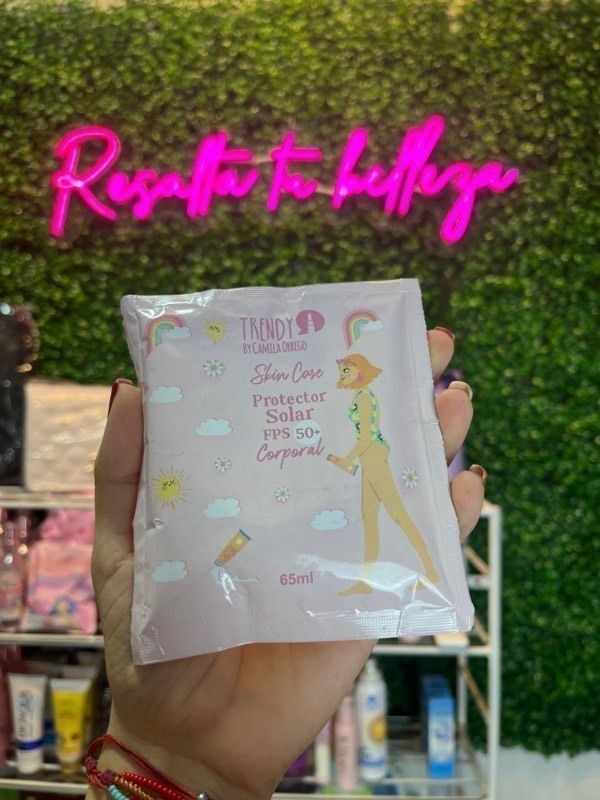 Resalta tu belleza
TRENDY
BY CAMILA ORREGO
Skin Care
Protector
Solar
FPS 50+
Corporal
65ml